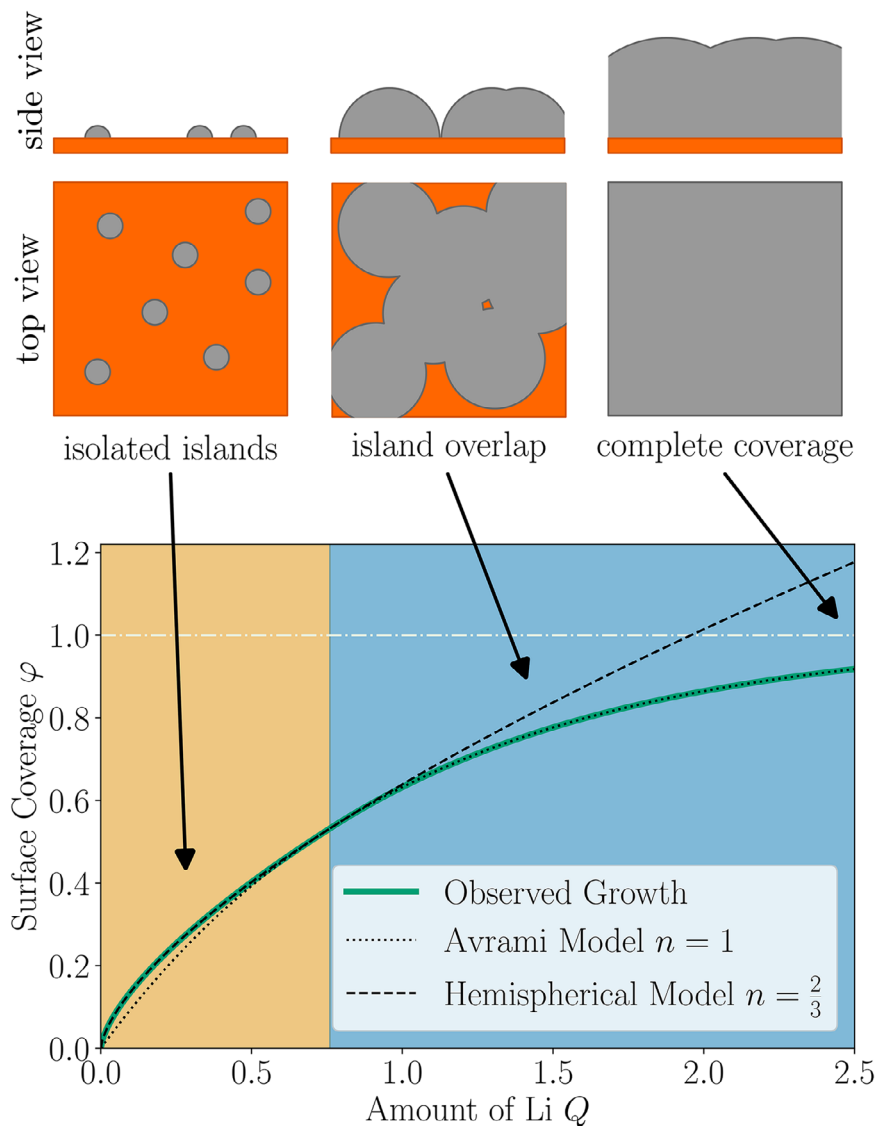 side view
top view
isolated islands
island overlap
complete coverage
1.2
1.0
0.8
0.6
0.4
0.2
0.0
Surface Coverage φ
Observed Growth
Avrami Model n = 1
Hemispherical Model n = 2/3
0.0 0.5 1.0 1.5 2.0 2.5
Amount of Li Q